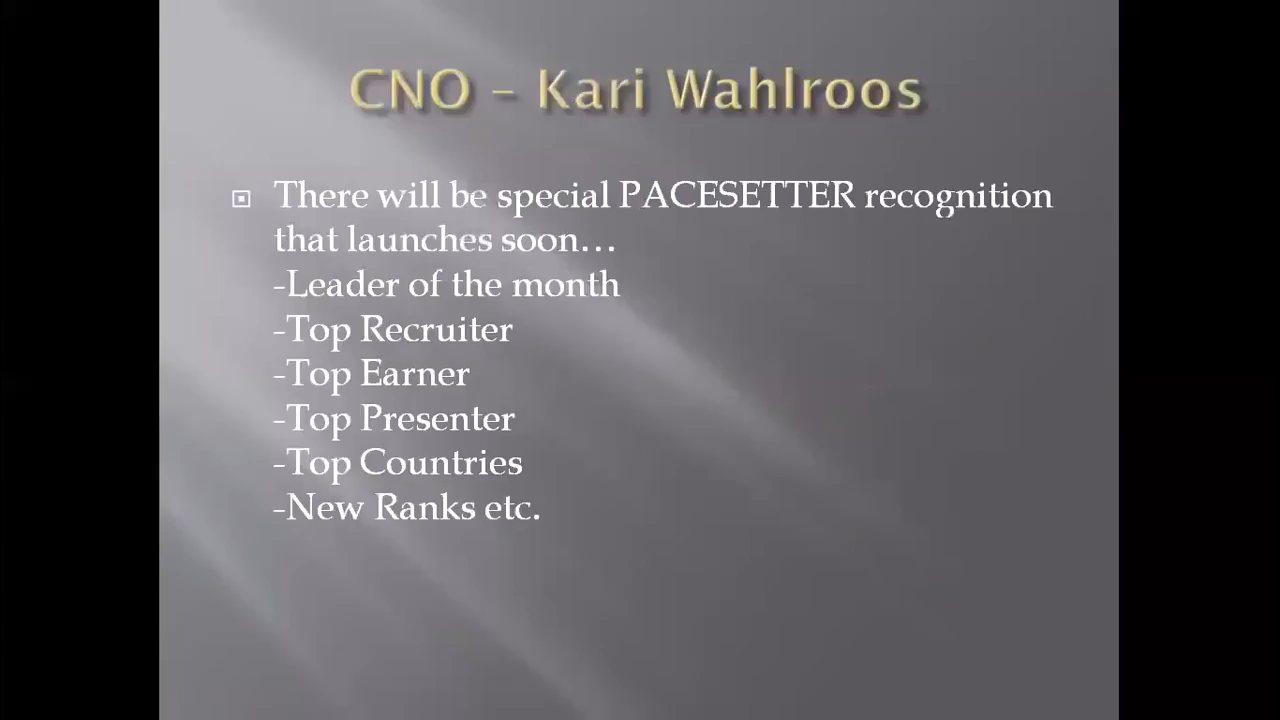 CNO – Kari Wahlroos
There will be special PACESETTER recognition
that launches soon…
-Leader of the month
-Top Recruiter
-Top Earner
-Top Presenter
-Top Countries
-New Ranks etc.